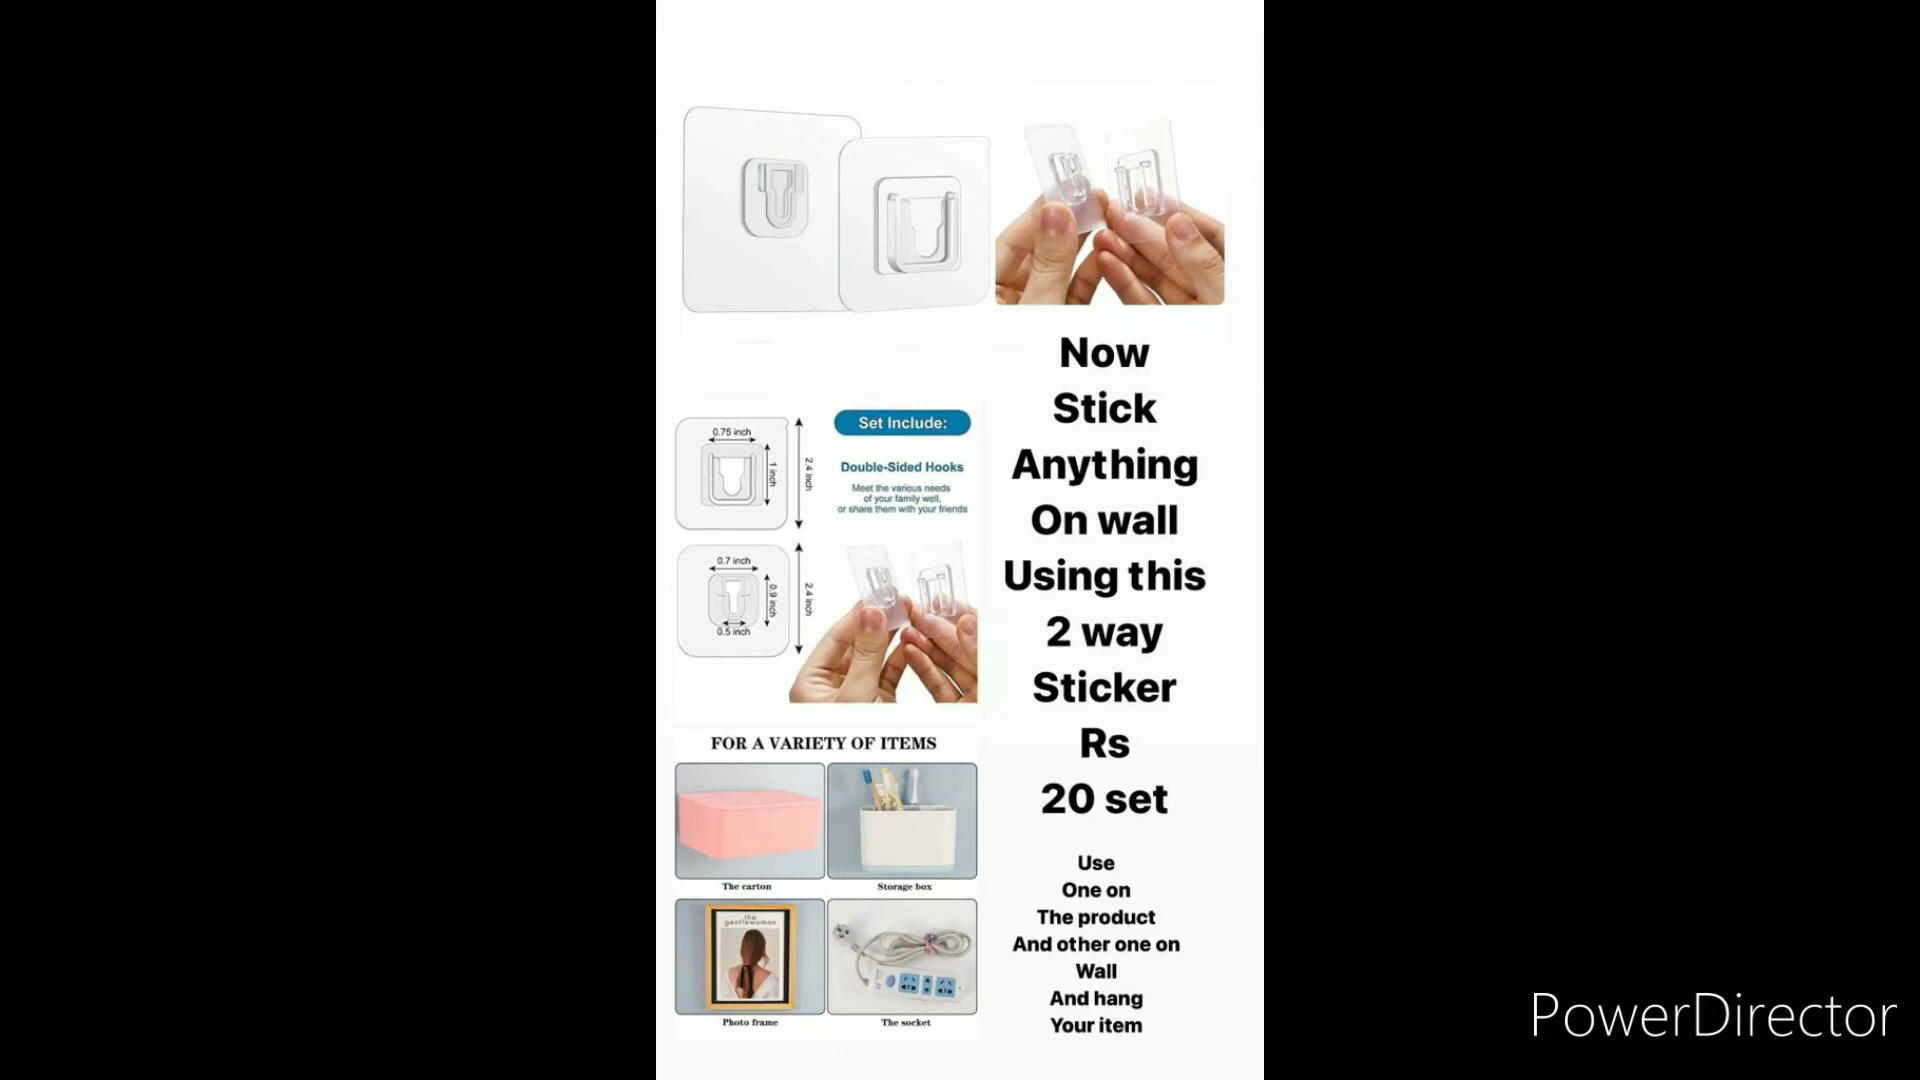 Now
Stick
Anything
On wall
Using this
2 way
Sticker
Rs
20 set
Use
One on
The product
And other one on
Wall
And hang
Your item
0.75 inch
1 inch
2.4 inch
Set Include:
Double-Sided Hooks
Meet the various needs
of your family well,
or share them with your friends
0.7 inch
0.9 inch
0.5 inch
2.4 inch
FOR A VARIETY OF ITEMS
The carton
Storage box
the
gentlewoman
Photo frame
The socket
PowerDirector